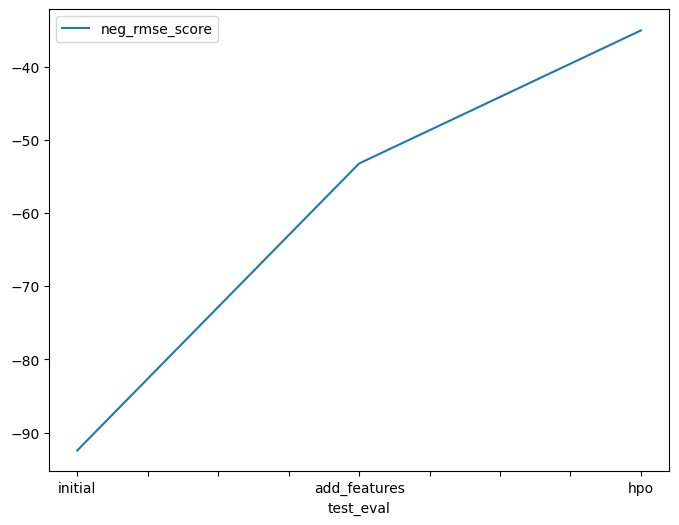 neg_rmse_score
−40
−50
−60
−70
−80
−90
initial
add_features
hpo
test_eval